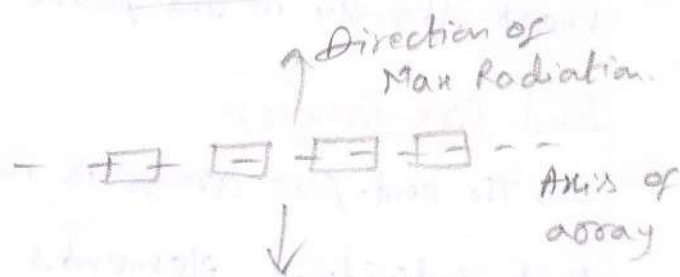 Direction of
Max Radiation.
Axis of
array